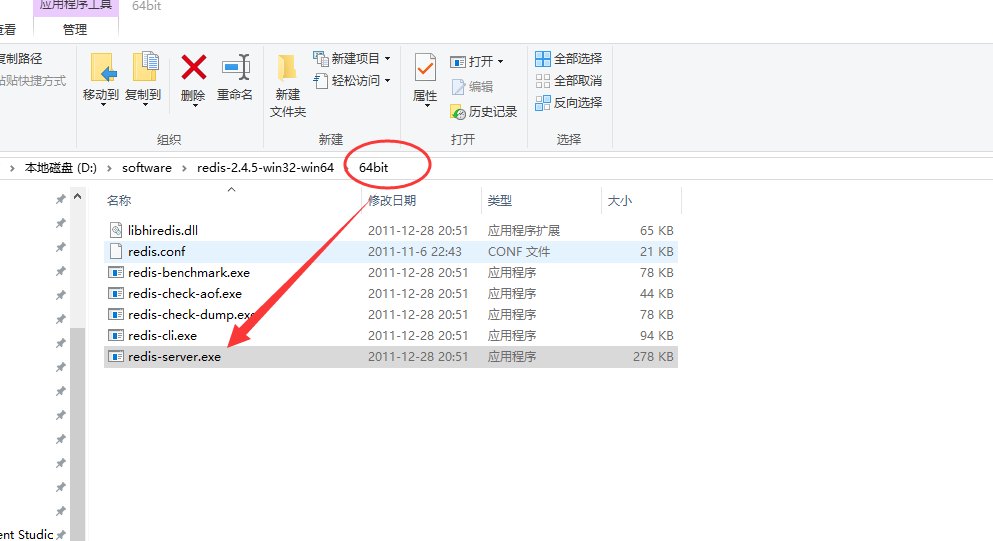 应用程序工具 64bit
查看 管理
复制路径
粘贴快捷方式
移动到 复制到 删除 重命名
组织
新建
文件夹
新建项目
轻松访问
新建
属性
打开
编辑
历史记录
打开
全部选择
全部取消
反向选择
选择
本地磁盘 (D:) software redis-2.4.5-win32-win64 64bit
名称 修改日期 类型 大小
libhiredis.dll 2011-12-28 20:51 应用程序扩展 65 KB
redis.conf 2011-11-6 22:43 CONF 文件 21 KB
redis-benchmark.exe 2011-12-28 20:51 应用程序 78 KB
redis-check-aof.exe 2011-12-28 20:51 应用程序 44 KB
redis-check-dump.exe 2011-12-28 20:51 应用程序 78 KB
redis-cli.exe 2011-12-28 20:51 应用程序 94 KB
redis-server.exe 2011-12-28 20:51 应用程序 278 KB
ent Studic